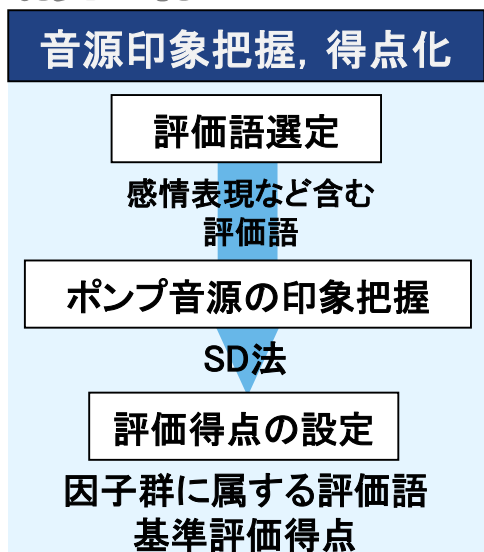 音源印象把握，得点化
評価語選定
感情表現など含む
評価語
ポンプ音源の印象把握
SD法
評価得点の設定
因子群に属する評価語
基準評価得点